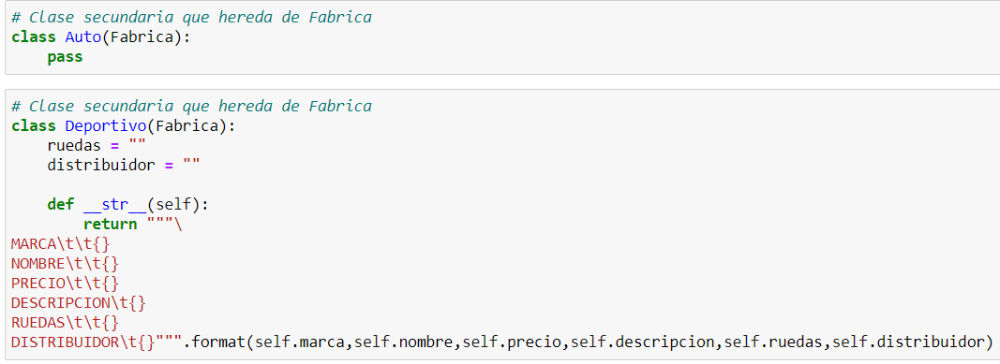 # Clase secundaria que hereda de Fabrica
class Auto(Fabrica):
    pass
# Clase secundaria que hereda de Fabrica
class Deportivo(Fabrica):
    ruedas = ""
    distribuidor = ""
    def __str__(self):
        return """\
MARCA\t\t{}
NOMBRE\t\t{}
PRECIO\t\t{}
DESCRIPCION\t{}
RUEDAS\t\t{}
DISTRIBUIDOR\t{}""".format(self.marca,self.nombre,self.precio,self.descripcion,self.ruedas,self.distribuidor)